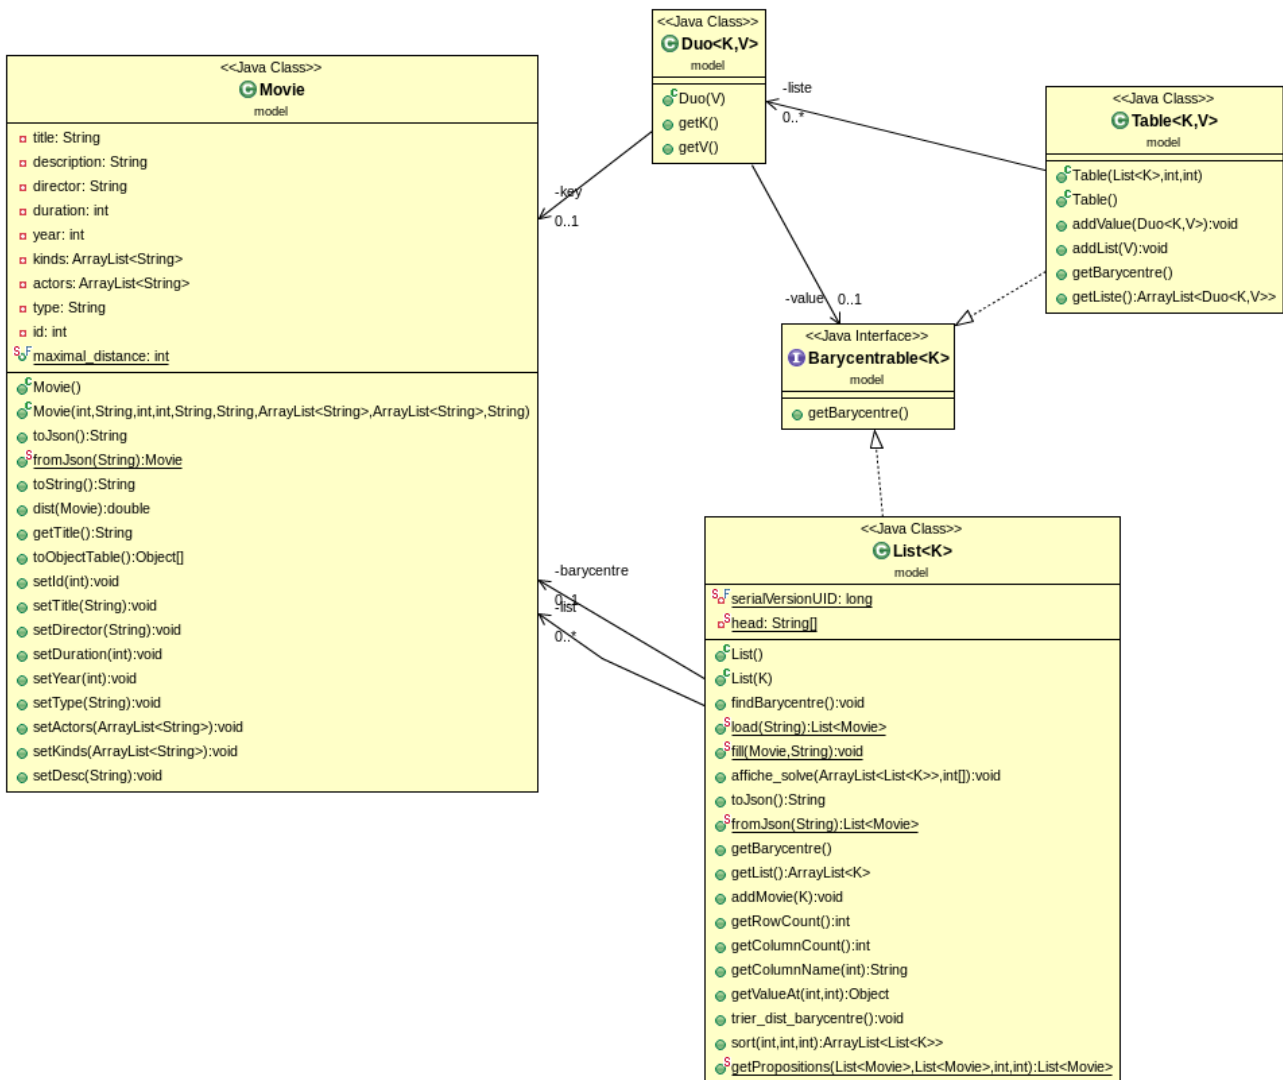 <<Java Class>>
Movie
model
title: String
description: String
director: String
duration: int
year: int
kinds: ArrayList<String>
actors: ArrayList<String>
type: String
id: int
maximal_distance: int
Movie()
Movie(int,String,int,int,String,String,ArrayList<String>,ArrayList<String>,String)
toJson():String
fromJson(String):Movie
toString():String
dist(Movie):double
getTitle():String
toObjectTable():Object[]
setId(int):void
setTitle(String):void
setDirector(String):void
setDuration(int):void
setYear(int):void
setType(String):void
setActors(ArrayList<String>):void
setKinds(ArrayList<String>):void
setDesc(String):void
<<Java Class>>
Duo<K,V>
model
Duo(V)
getK()
getV()
-key
0..1
-liste
0..*
<<Java Class>>
Table<K,V>
model
Table(List<K>,int,int)
Table()
addValue(Duo<K,V>):void
addList(V):void
getBarycentre()
getListe():ArrayList<Duo<K,V>>
-value 0..1
<<Java Interface>>
Barycentrable<K>
model
getBarycentre()
-barycentre
0..1
-list
0..*
<<Java Class>>
List<K>
model
serialVersionUID: long
head: String[]
List()
List(K)
findBarycentre():void
load(String):List<Movie>
fill(Movie,String):void
affiche_solve(ArrayList<List<K>>,int[]):void
toJson():String
fromJson(String):List<Movie>
getBarycentre()
getList():ArrayList<K>
addMovie(K):void
getRowCount():int
getColumnCount():int
getColumnName(int):String
getValueAt(int,int):Object
trier_dist_barycentre():void
sort(int,int,int):ArrayList<List<K>>
getPropositions(List<Movie>,List<Movie>,int,int):List<Movie>